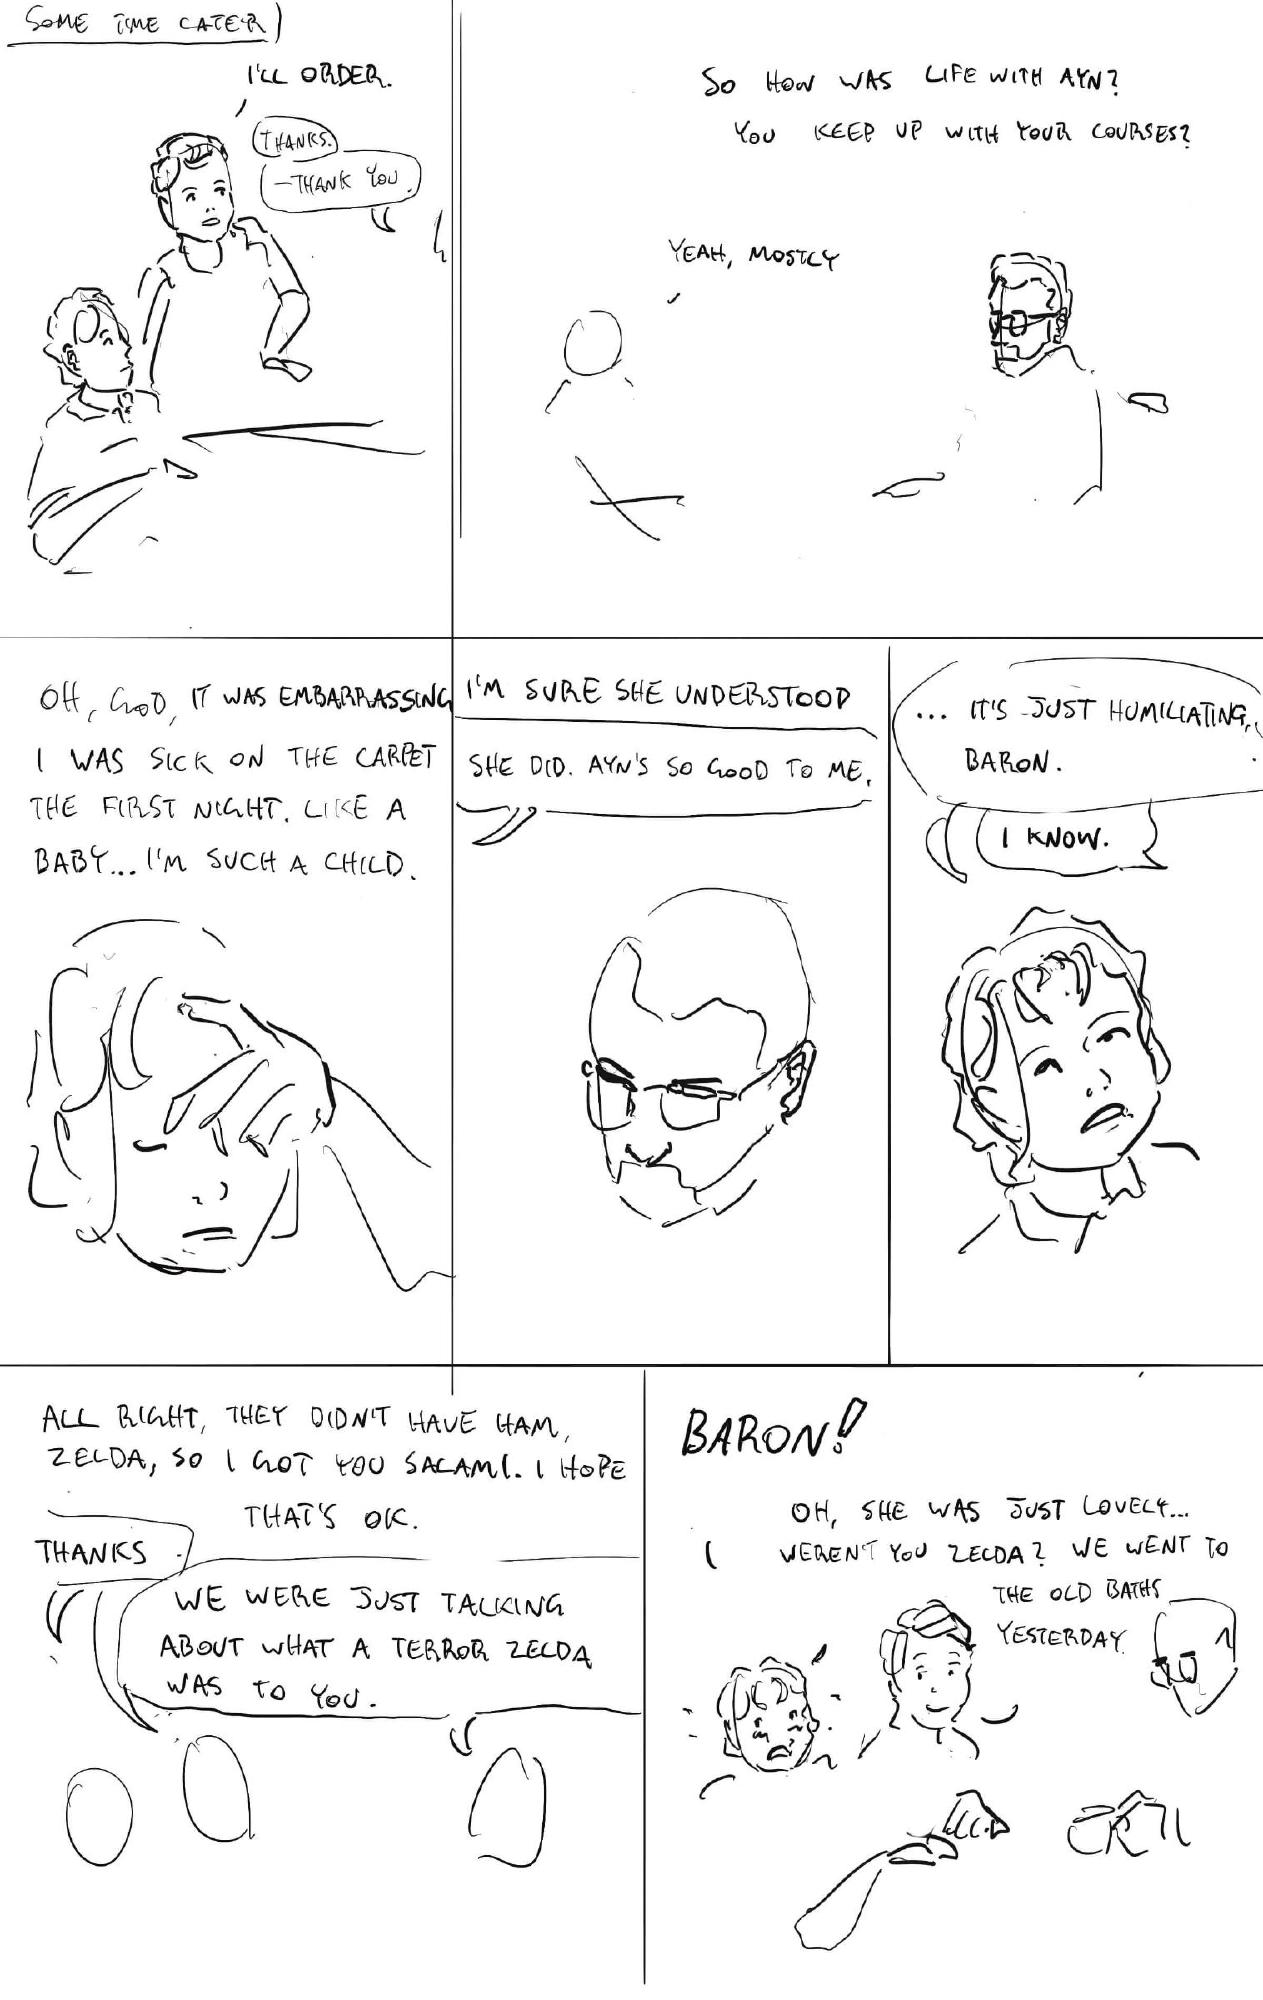 SOME TIME LATER
I'LL ORDER.
THANKS.
—THANK YOU.
SO HOW WAS LIFE WITH AYN?
YOU KEEP UP WITH YOUR COURSES?
YEAH, MOSTLY
OH, GOD, IT WAS EMBARRASSING
I WAS SICK ON THE CARPET
THE FIRST NIGHT. LIKE A
BABY... I'M SUCH A CHILD.
I'M SURE SHE UNDERSTOOD
SHE DID. AYN'S SO GOOD TO ME.
... IT'S JUST HUMILIATING,
BARON.
I KNOW.
ALL RIGHT, THEY DIDN'T HAVE HAM,
ZELDA, SO I GOT YOU SALAMI. I HOPE
THAT'S OK.
THANKS.
WE WERE JUST TALKING
ABOUT WHAT A TERROR ZELDA
WAS TO YOU.
BARON!
OH, SHE WAS JUST LOVELY...
WEREN'T YOU ZELDA? WE WENT TO
THE OLD BATHS
YESTERDAY.